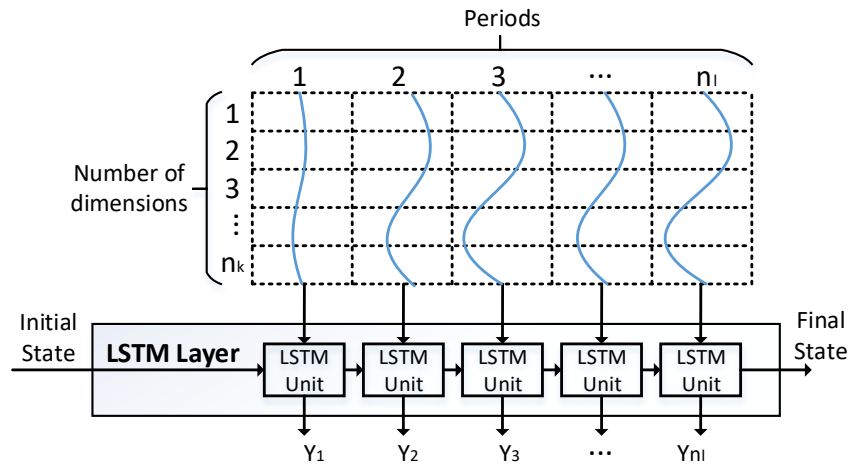 Periods
1 2 3 ... nl
1
2
Number of
dimensions
3
⋮
nk
Initial
State
LSTM Layer
LSTM
Unit
LSTM
Unit
LSTM
Unit
LSTM
Unit
LSTM
Unit
Final
State
Y1 Y2 Y3 ... Ynl